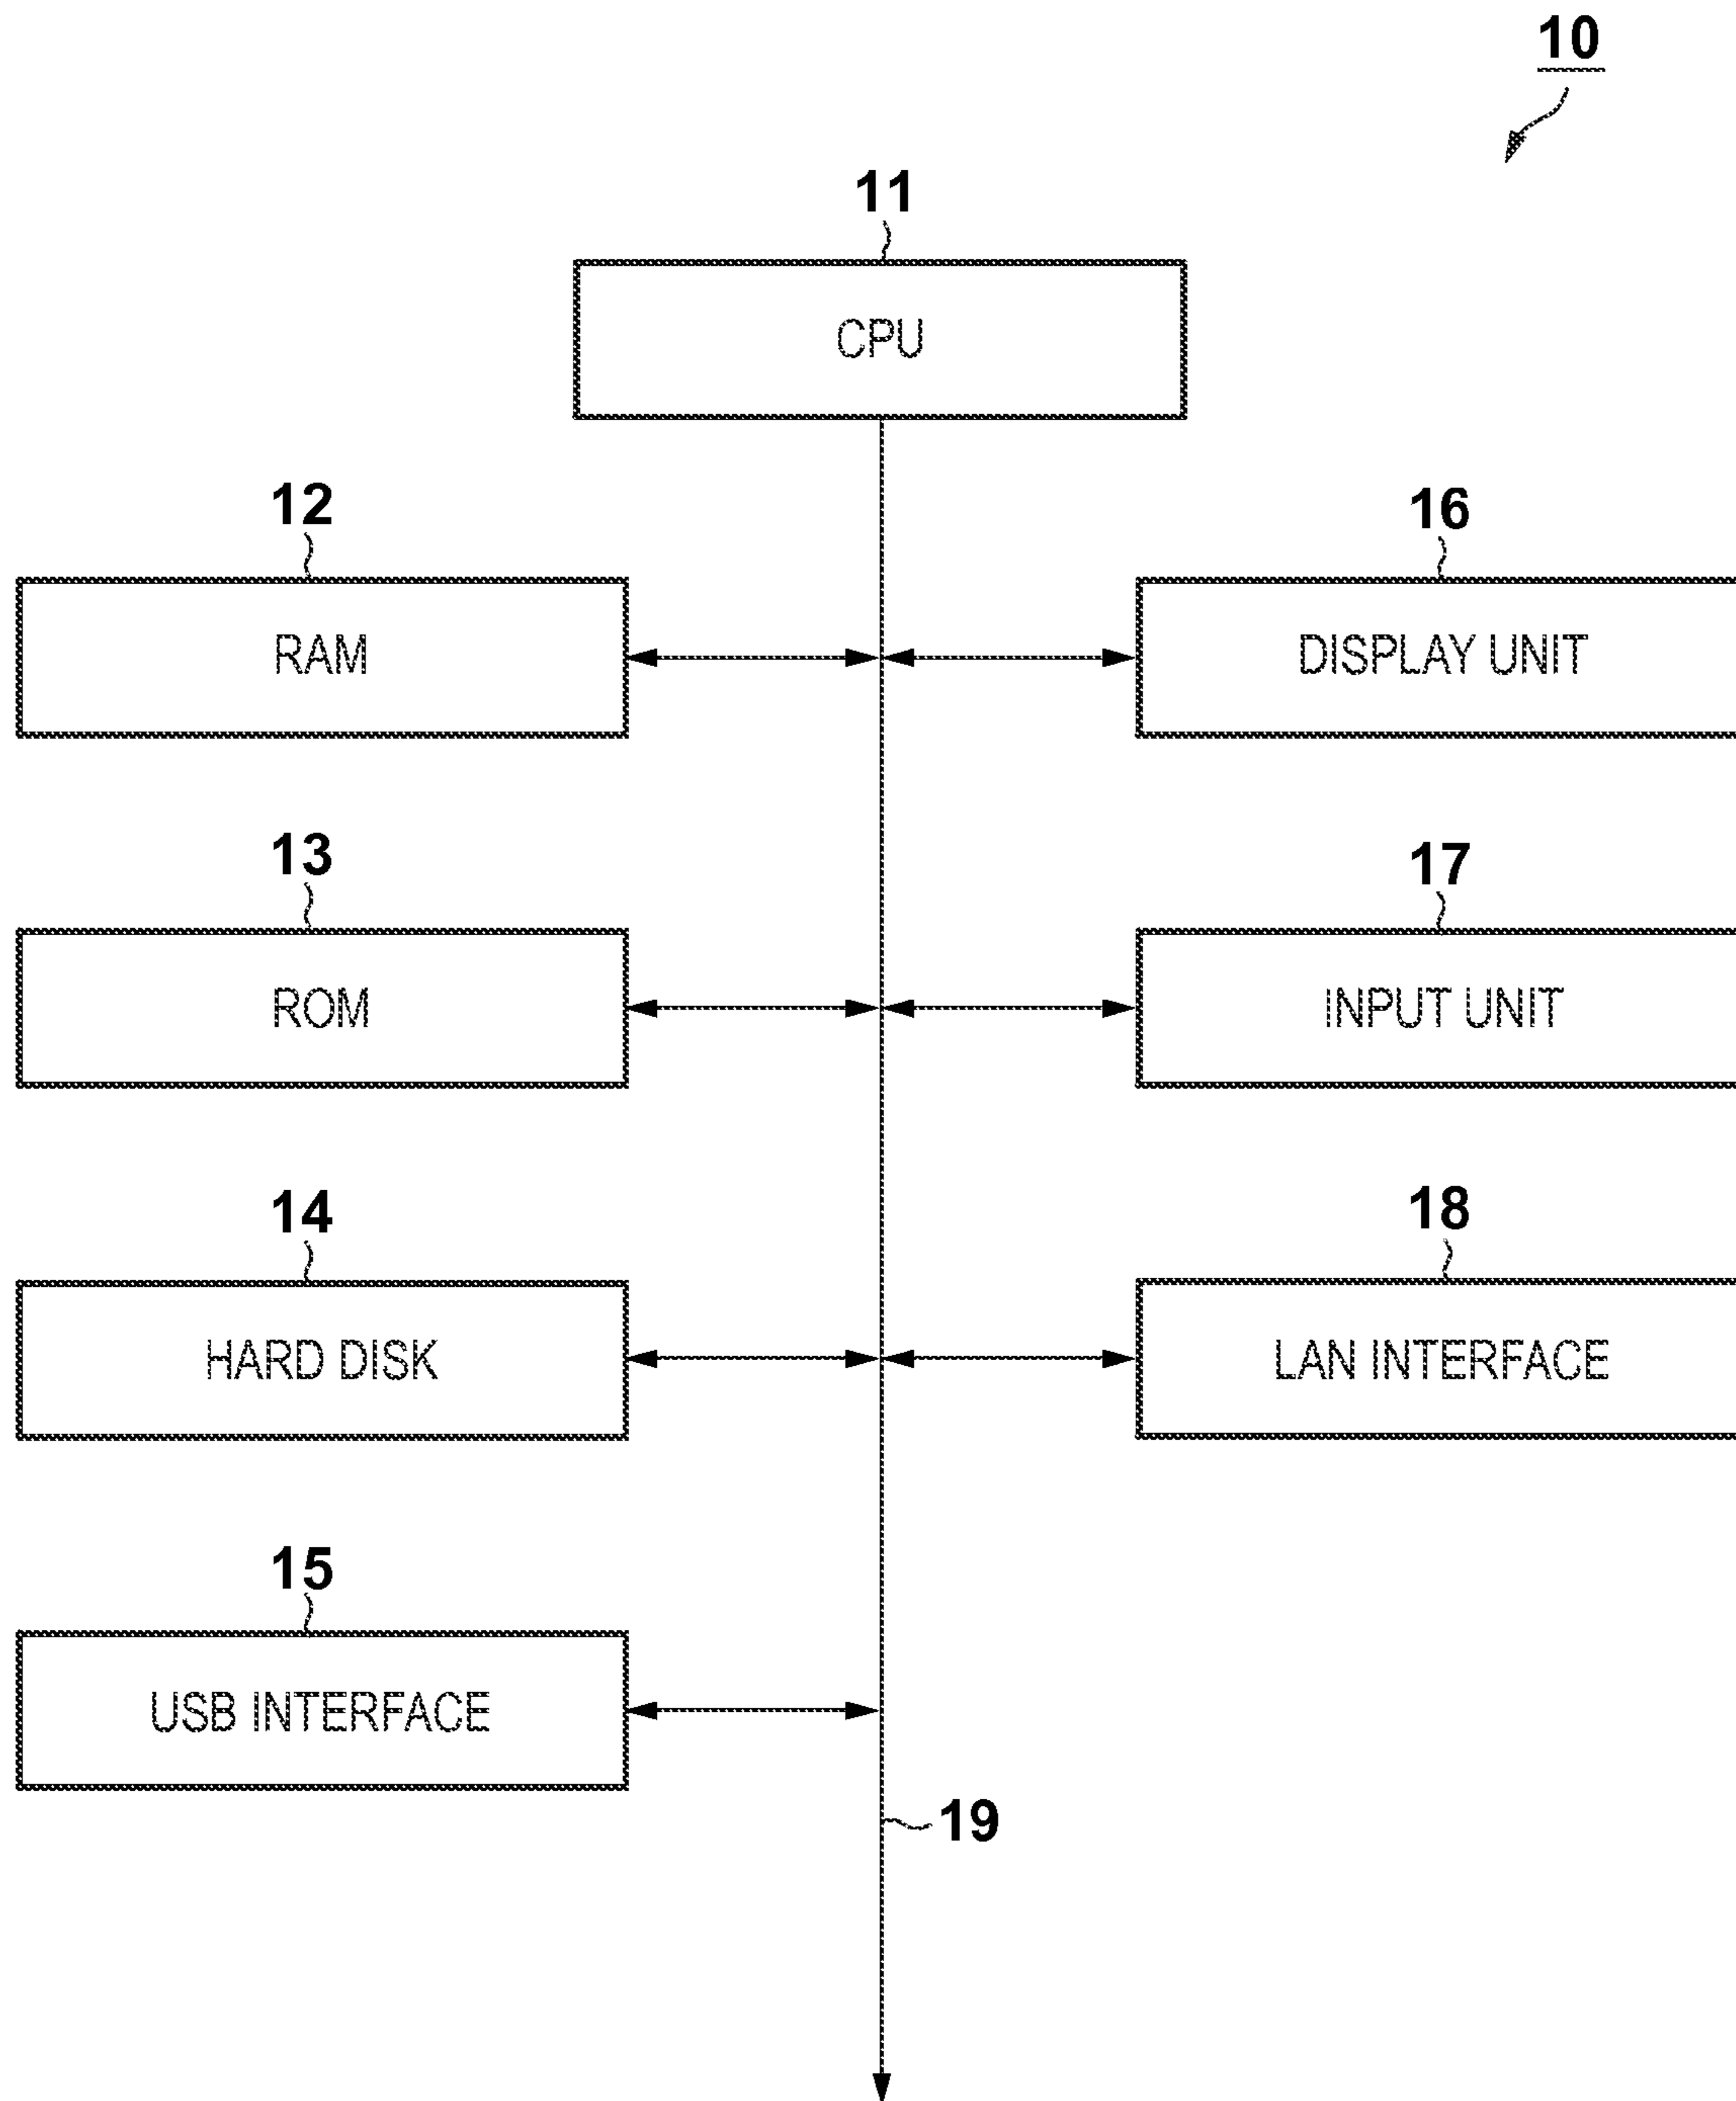 10
11
CPU
12
16
RAM
DISPLAY UNIT
13
17
ROM
INPUT UNIT
14
18
HARD DISK
LAN INTERFACE
15
USB INTERFACE
19